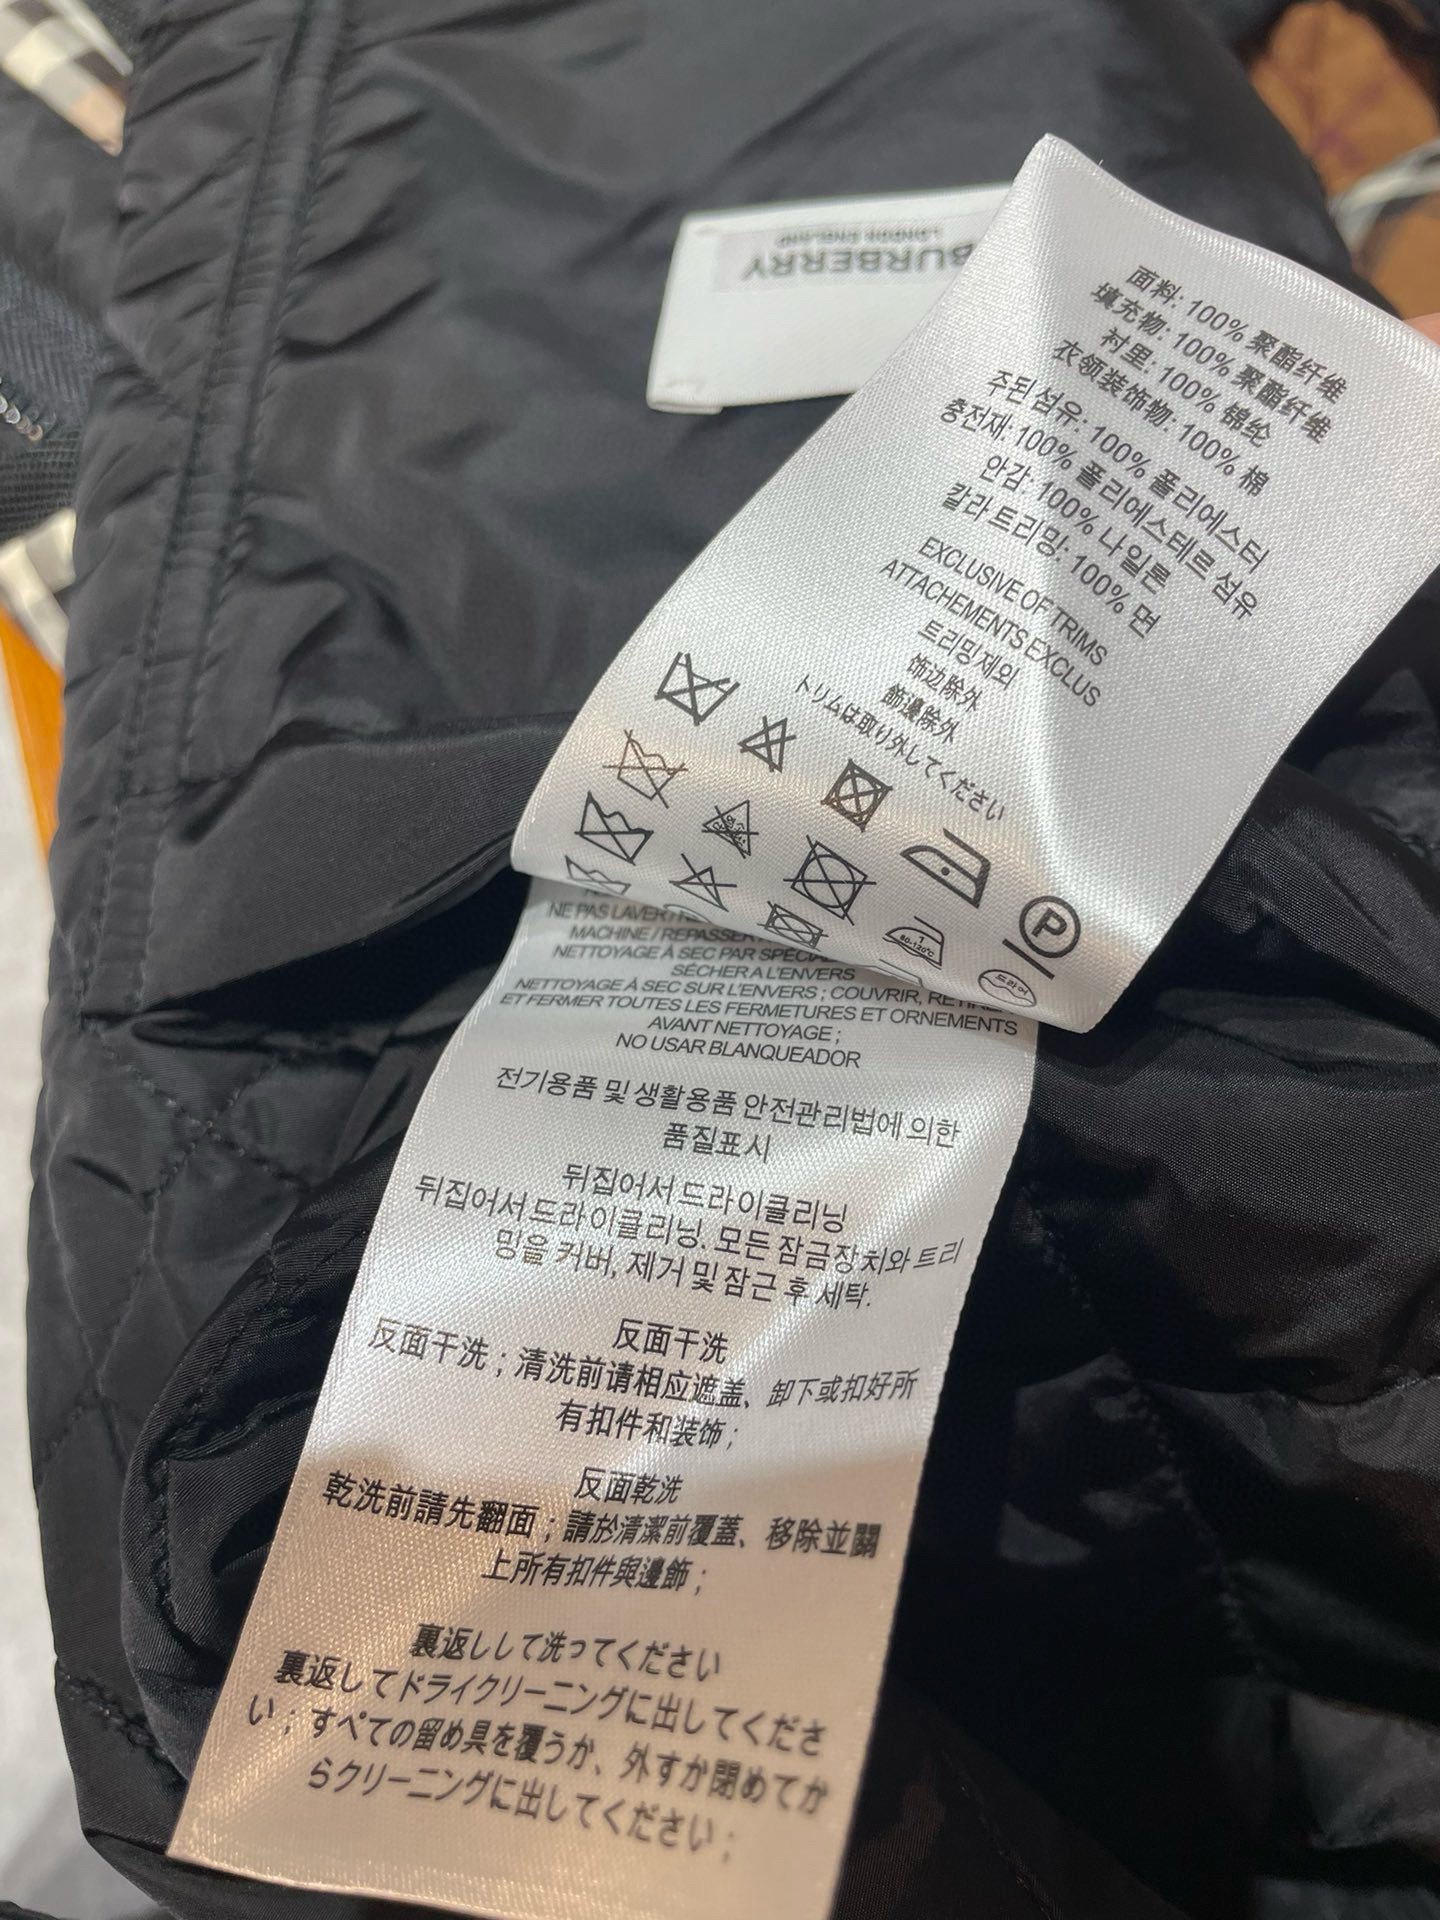 BURBERRY
LONDON ENGLAND
面料: 100% 聚酯纤维
填充物: 100% 聚酯纤维
衬里: 100% 锦纶
衣领装饰物: 100% 棉
주된 섬유: 100% 폴리에스터
충전재: 100% 폴리에스테르 섬유
안감: 100% 나일론
칼라 트리밍: 100% 면
EXCLUSIVE OF TRIMS
ATTACHEMENTS EXCLUS
트리밍제외
饰边除外
飾邊除外
トリムは取り外してください
P
1
80-120℃
드라이
NE PAS LAVER /
MACHINE / REPASSER
NETTOYAGE À SEC PAR
SÉCHER A L'ENVERS
NETTOYAGE À SEC SUR L'ENVERS ; COUVRIR,
ET FERMER TOUTES LES FERMETURES ET ORNEMENTS
AVANT NETTOYAGE ;
NO USAR BLANQUEADOR
전기용품 및 생활용품 안전관리법에 의한
품질표시
뒤집어서 드라이클리닝
뒤집어서 드라이클리닝. 모든 잠금장치와 트리
밍을 커버, 제거 및 잠근 후 세탁.
反面干洗
反面干洗 ; 清洗前请相应遮盖、卸下或扣好所
有扣件和装饰 ;
反面乾洗
乾洗前請先翻面 ; 請於清潔前覆蓋、移除並關
上所有扣件與邊飾 ;
裏返しして洗ってください
裏返してドライクリーニングに出してくださ
い ; すべての留め具を覆うか、外すか閉めてか
らクリーニングに出してください ;